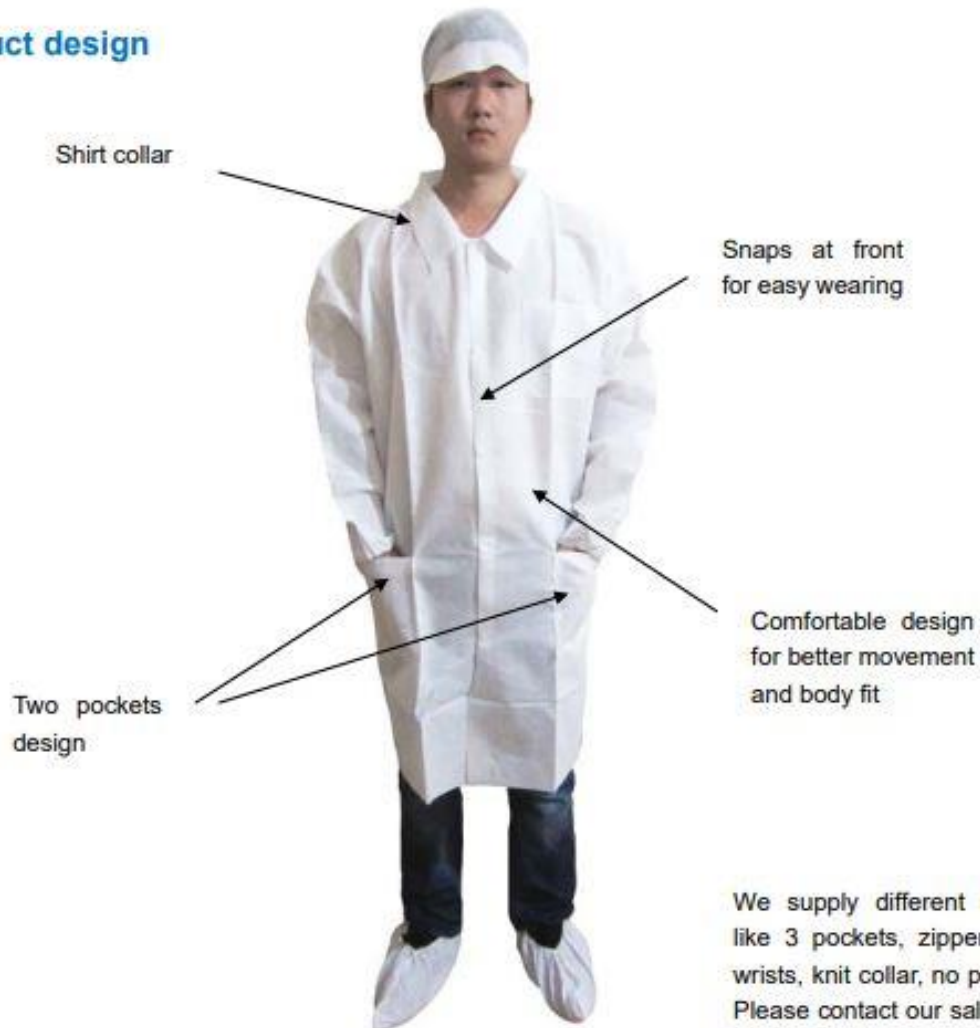 uct design
Shirt collar
Snaps at front
for easy wearing
Comfortable design
for better movement
and body fit
Two pockets
design
We supply different
like 3 pockets, zipper
wrists, knit collar, no p
Please contact our sal